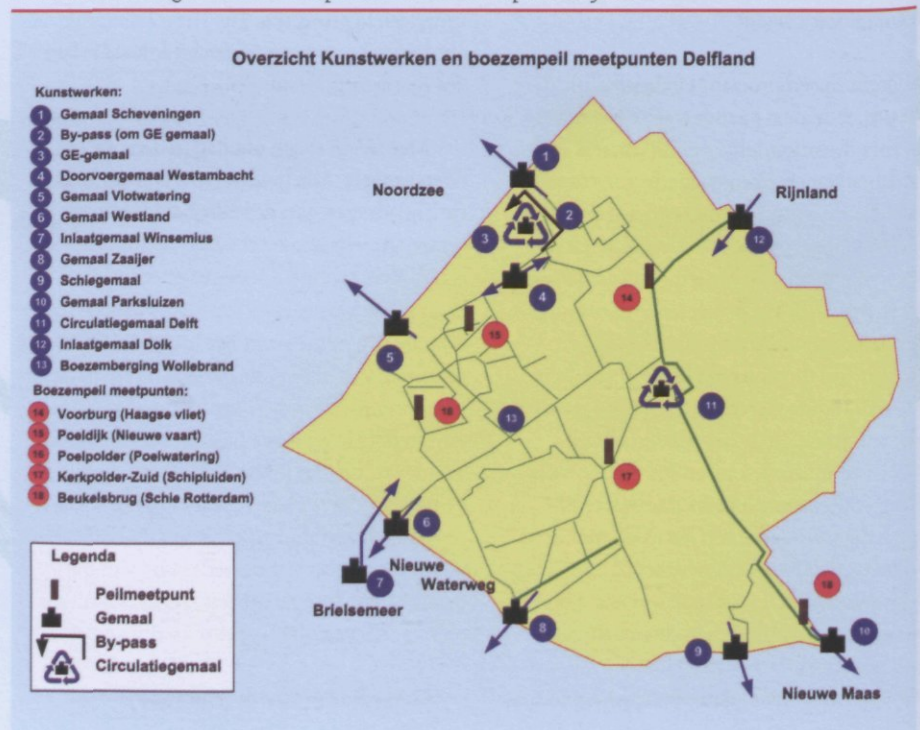 Overzicht Kunstwerken en boezempeil meetpunten Delfland
Kunstwerken:
1 Gemaal Scheveningen
2 By-pass (om GE gemaal)
3 GE-gemaal
4 Doorvoergemaal Westambacht
5 Gemaal Vlotwatering
6 Gemaal Westland
7 Inlaatgemaal Winsemius
8 Gemaal Zaaijer
9 Schiegemaal
10 Gemaal Parksluizen
11 Circulatiegemaal Delft
12 Inlaatgemaal Dolk
13 Boezemberging Wollebrand
Boezempeil meetpunten:
14 Voorburg (Haagse vliet)
15 Poeldijk (Nieuwe vaart)
16 Poelpolder (Poelwatering)
17 Kerkpolder-Zuid (Schipluiden)
18 Beukelsbrug (Schie Rotterdam)
Legenda
Peilmeetpunt
Gemaal
By-pass
Circulatiegemaal
Noordzee
Rijnland
1
2
3
12
4
14
15
5
11
16
13
17
6
Nieuwe
Waterweg
7
Brielsemeer
8
18
10
9
Nieuwe Maas